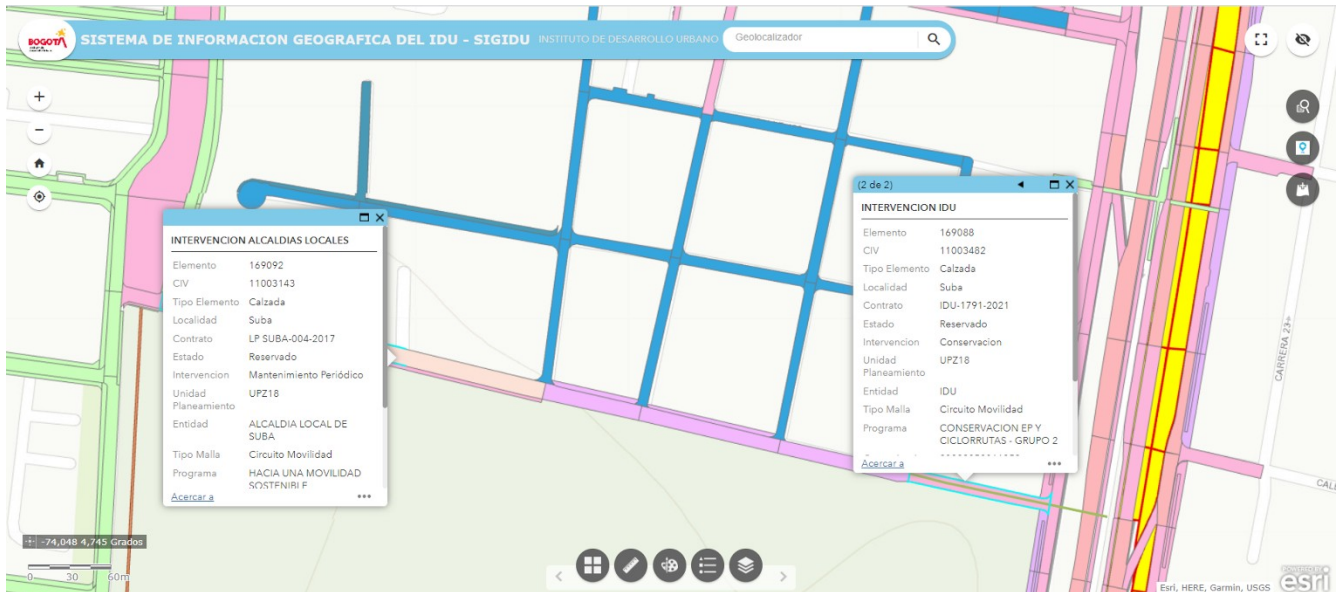 BOGOTÁ
SISTEMA DE INFORMACION GEOGRAFICA DEL IDU - SIGIDU INSTITUTO DE DESARROLLO URBANO
Geolocalizador
INTERVENCION ALCALDIAS LOCALES
Elemento 169092
CIV 11003143
Tipo Elemento Calzada
Localidad Suba
Contrato LP SUBA-004-2017
Estado Reservado
Intervencion Mantenimiento Periódico
Unidad Planeamiento UPZ18
Entidad ALCALDIA LOCAL DE
SUBA
Tipo Malla Circuito Movilidad
Programa HACIA UNA MOVILIDAD
SOSTENIBLE
Acercar a
(2 de 2)
INTERVENCION IDU
Elemento 169088
CIV 11003482
Tipo Elemento Calzada
Localidad Suba
Contrato IDU-1791-2021
Estado Reservado
Intervencion Conservacion
Unidad Planeamiento UPZ18
Entidad IDU
Tipo Malla Circuito Movilidad
Programa CONSERVACION EP Y
CICLORRUTAS - GRUPO 2
Acercar a
CARRERA 23+
-74,048 4,745 Grados
0 30 60m
Esri, HERE, Garmin, USGS
POWERED BY
esri